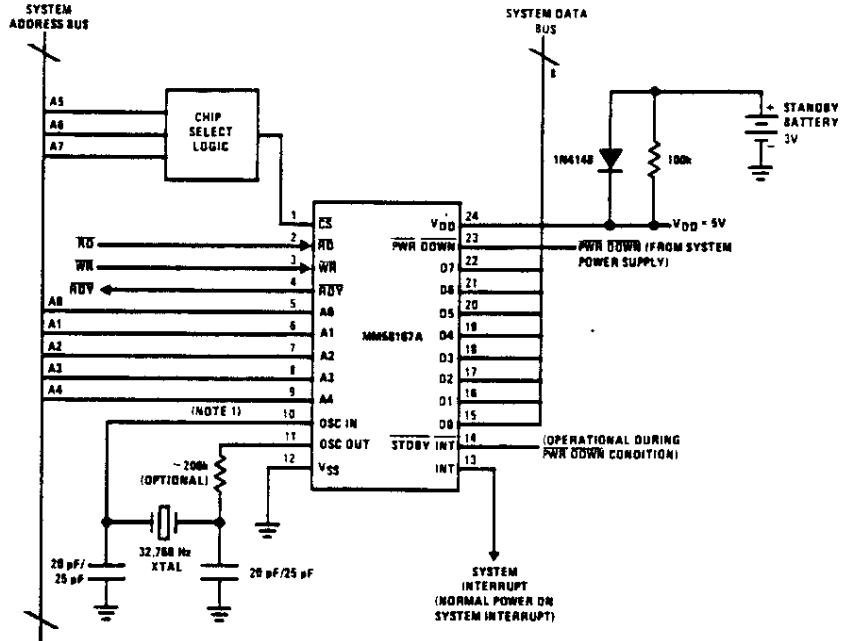 SYSTEM
ADDRESS BUS
SYSTEM DATA
BUS
8
A5
A6
A7
CHIP
SELECT
LOGIC
1N4148
100k
+
STANDBY
BATTERY
3V
-
1
CS
VDD
24
VDD = 5V
RD
2
RD
PWR DOWN
23
PWR DOWN (FROM SYSTEM
POWER SUPPLY)
WR
3
WR
D7
22
RDY
4
RDY
D6
21
A0
5
A0
D5
20
A1
6
A1
MM58167A
D4
19
A2
7
A2
D3
18
A3
8
A3
D2
17
A4
9
A4
D1
16
(NOTE 1)
10
OSC IN
D0
15
11
OSC OUT
STDBY INT
14
(OPERATIONAL DURING
PWR DOWN CONDITION)
~200k
(OPTIONAL)
12
VSS
INT
13
32,768 Hz
XTAL
20 pF/
25 pF
20 pF/25 pF
SYSTEM
INTERRUPT
(NORMAL POWER ON
SYSTEM INTERRUPT)